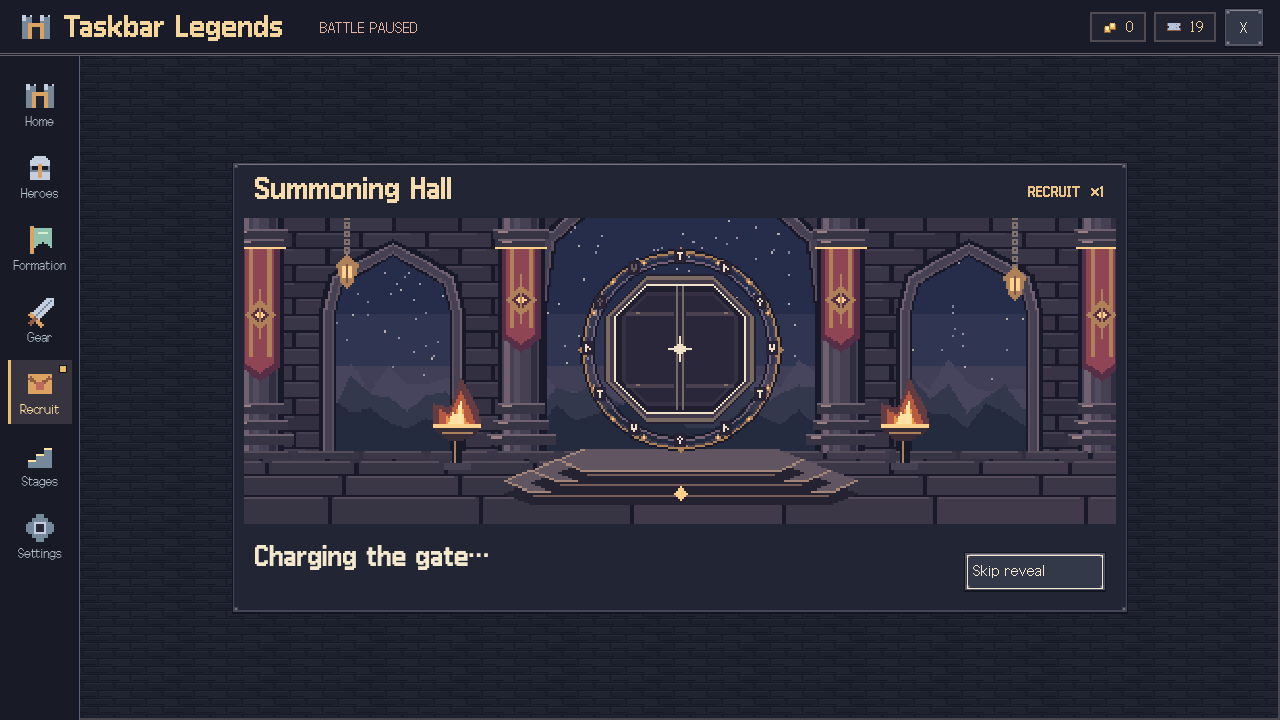 Taskbar Legends
BATTLE PAUSED
0
19
X
Home
Heroes
Formation
Gear
Recruit
Stages
Settings
Summoning Hall
RECRUIT ×1
Charging the gate···
Skip reveal